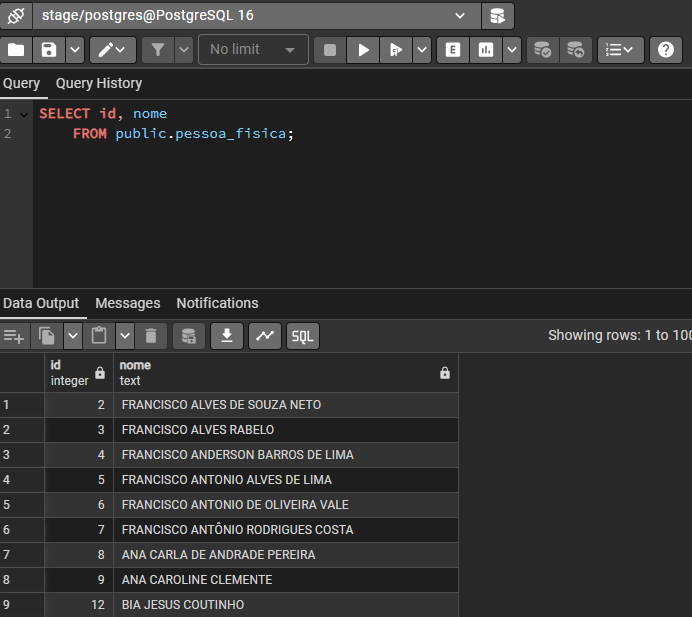 stage/postgres@PostgreSQL 16
No limit
E
SQL
Query Query History
1 SELECT id, nome
2 FROM public.pessoa_fisica;
Data Output Messages Notifications
SQL
Showing rows: 1 to 100
id nome
integer text
1 2 FRANCISCO ALVES DE SOUZA NETO
2 3 FRANCISCO ALVES RABELO
3 4 FRANCISCO ANDERSON BARROS DE LIMA
4 5 FRANCISCO ANTONIO ALVES DE LIMA
5 6 FRANCISCO ANTONIO DE OLIVEIRA VALE
6 7 FRANCISCO ANTÔNIO RODRIGUES COSTA
7 8 ANA CARLA DE ANDRADE PEREIRA
8 9 ANA CAROLINE CLEMENTE
9 12 BIA JESUS COUTINHO